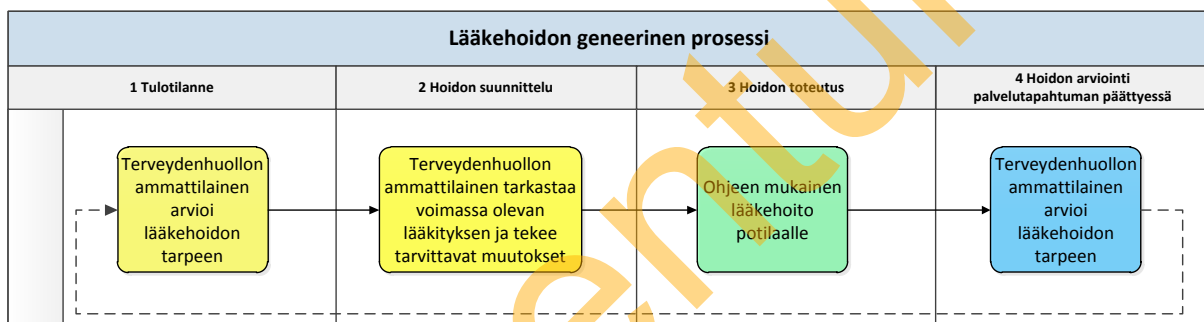 Lääkehoidon geneerinen prosessi
1 Tulotilanne
2 Hoidon suunnittelu
3 Hoidon toteutus
4 Hoidon arviointi
palvelutapahtuman päättyessä
Terveydenhuollon
ammattilainen
arvioi
lääkehoidon
tarpeen
Terveydenhuollon
ammattilainen tarkastaa
voimassa olevan
lääkityksen ja tekee
tarvittavat muutokset
Ohjeen mukainen
lääkehoito
potilaalle
Terveydenhuollon
ammattilainen
arvioi
lääkehoidon
tarpeen